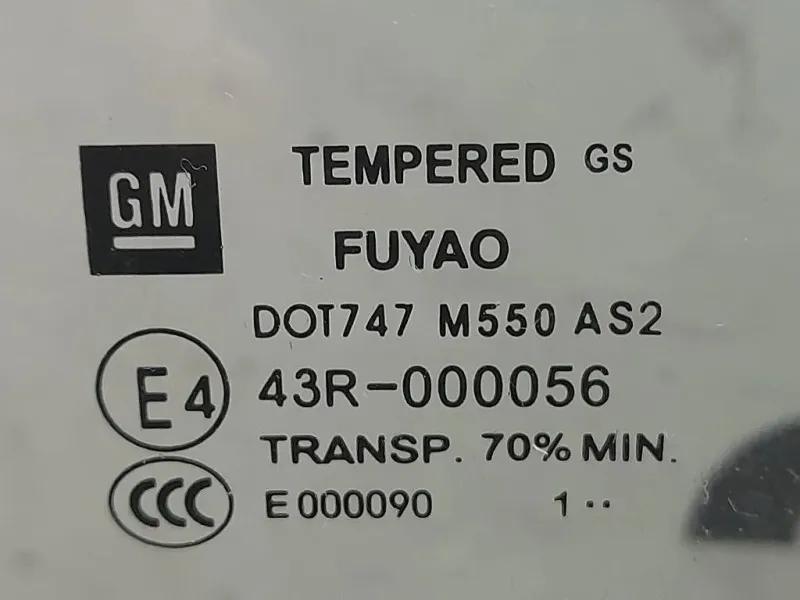 GM
TEMPERED GS
FUYAO
DOT747 M550 AS2
E4 43R-000056
TRANSP. 70% MIN.
CCC E000090 1 ··